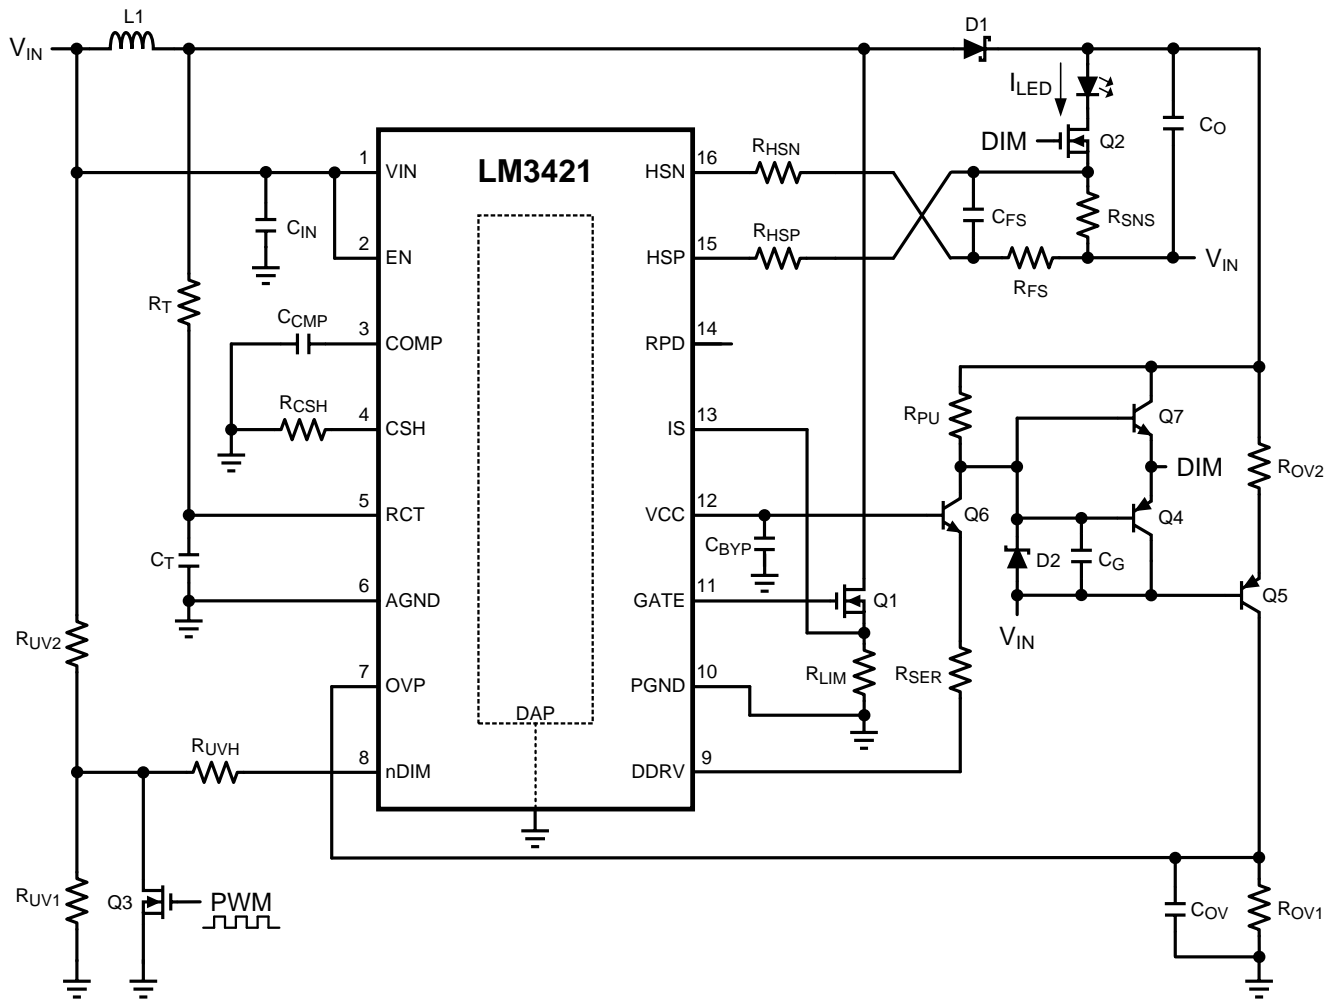 L1
D1
VIN
ILED
CO
DIM
Q2
LM3421
1
VIN
16
HSN
RHSN
CFS
RSNS
CIN
2
EN
15
HSP
RHSP
VIN
RFS
RT
CCMP
3
COMP
14
RPD
RCSH
4
CSH
13
IS
RPU
Q7
DIM
ROV2
5
RCT
12
VCC
Q6
Q4
CBYP
CT
D2
CG
6
AGND
11
GATE
Q1
Q5
VIN
RUV2
7
OVP
10
PGND
RLIM
RSER
DAP
RUVH
8
nDIM
9
DDRV
RUV1
Q3
PWM
COV
ROV1